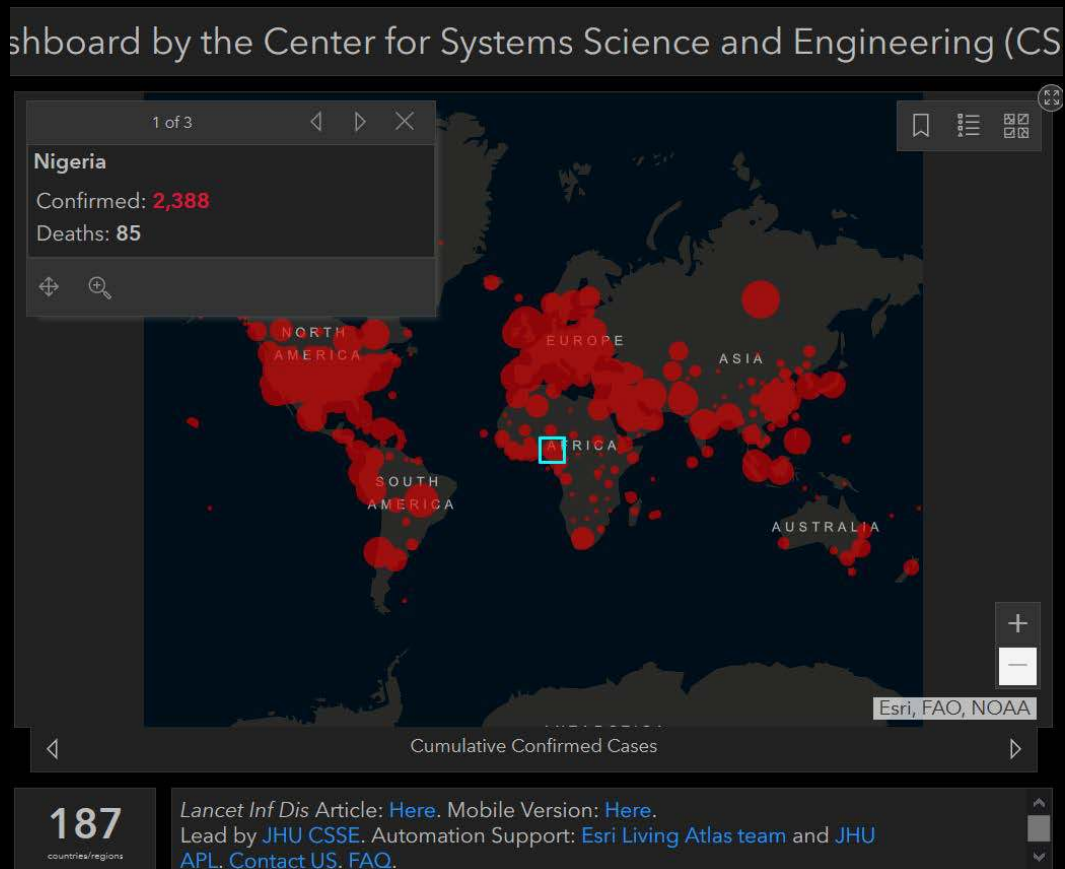 shboard by the Center for Systems Science and Engineering (CS
1 of 3
Nigeria
Confirmed: 2,388
Deaths: 85
NORTH
AMERICA
EUROPE
ASIA
AFRICA
SOUTH
AMERICA
AUSTRALIA
Esri, FAO, NOAA
Cumulative Confirmed Cases
187
countries/regions
Lancet Inf Dis Article: Here. Mobile Version: Here.
Lead by JHU CSSE. Automation Support: Esri Living Atlas team and JHU
APL. Contact US. FAQ.